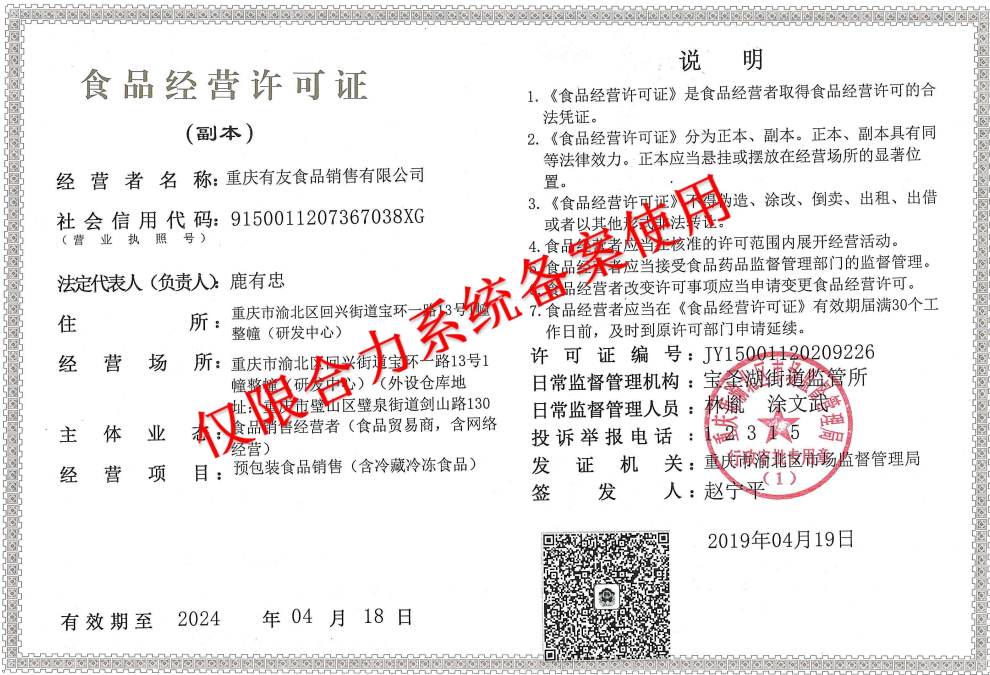 食品经营许可证
(副本)
经营者名称：重庆有友食品销售有限公司
社会信用代码：9150011207367038XG
（营业执照号）
法定代表人（负责人）：鹿有忠
住所：重庆市渝北区回兴街道宝环一路13号1幢
整幢（研发中心）
经营场所：重庆市渝北区回兴街道宝环一路13号1
幢整幢（研发中心）（外设仓库地
址：重庆市璧山区璧泉街道剑山路130
主体业态：食品销售经营者（食品贸易商，含网络
经营）
经营项目：预包装食品销售（含冷藏冷冻食品）
有效期至 2024 年 04 月 18 日
说明
1.《食品经营许可证》是食品经营者取得食品经营许可的合
法凭证。
2.《食品经营许可证》分为正本、副本。正本、副本具有同
等法律效力。正本应当悬挂或摆放在经营场所的显著位
置。
3.《食品经营许可证》不得伪造、涂改、倒卖、出租、出借
或者以其他形式非法转让。
4.食品经营者应当在核准的许可范围内展开经营活动。
5.食品经营者应当接受食品药品监督管理部门的监督管理。
食品经营者改变许可事项应当申请变更食品经营许可。
7.食品经营者应当在《食品经营许可证》有效期届满30个工
作日前，及时到原许可部门申请延续。
许可证编号：JY15001120209226
日常监督管理机构：宝圣湖街道监管所
日常监督管理人员：林胤 涂文武
投诉举报电话：12315
发证机关：重庆市渝北区市场监督管理局
签发人：赵宁平
2019年04月19日
重庆市渝北区市场监督管理局
行政审批专用章
（1）
仅限合力系统备案使用